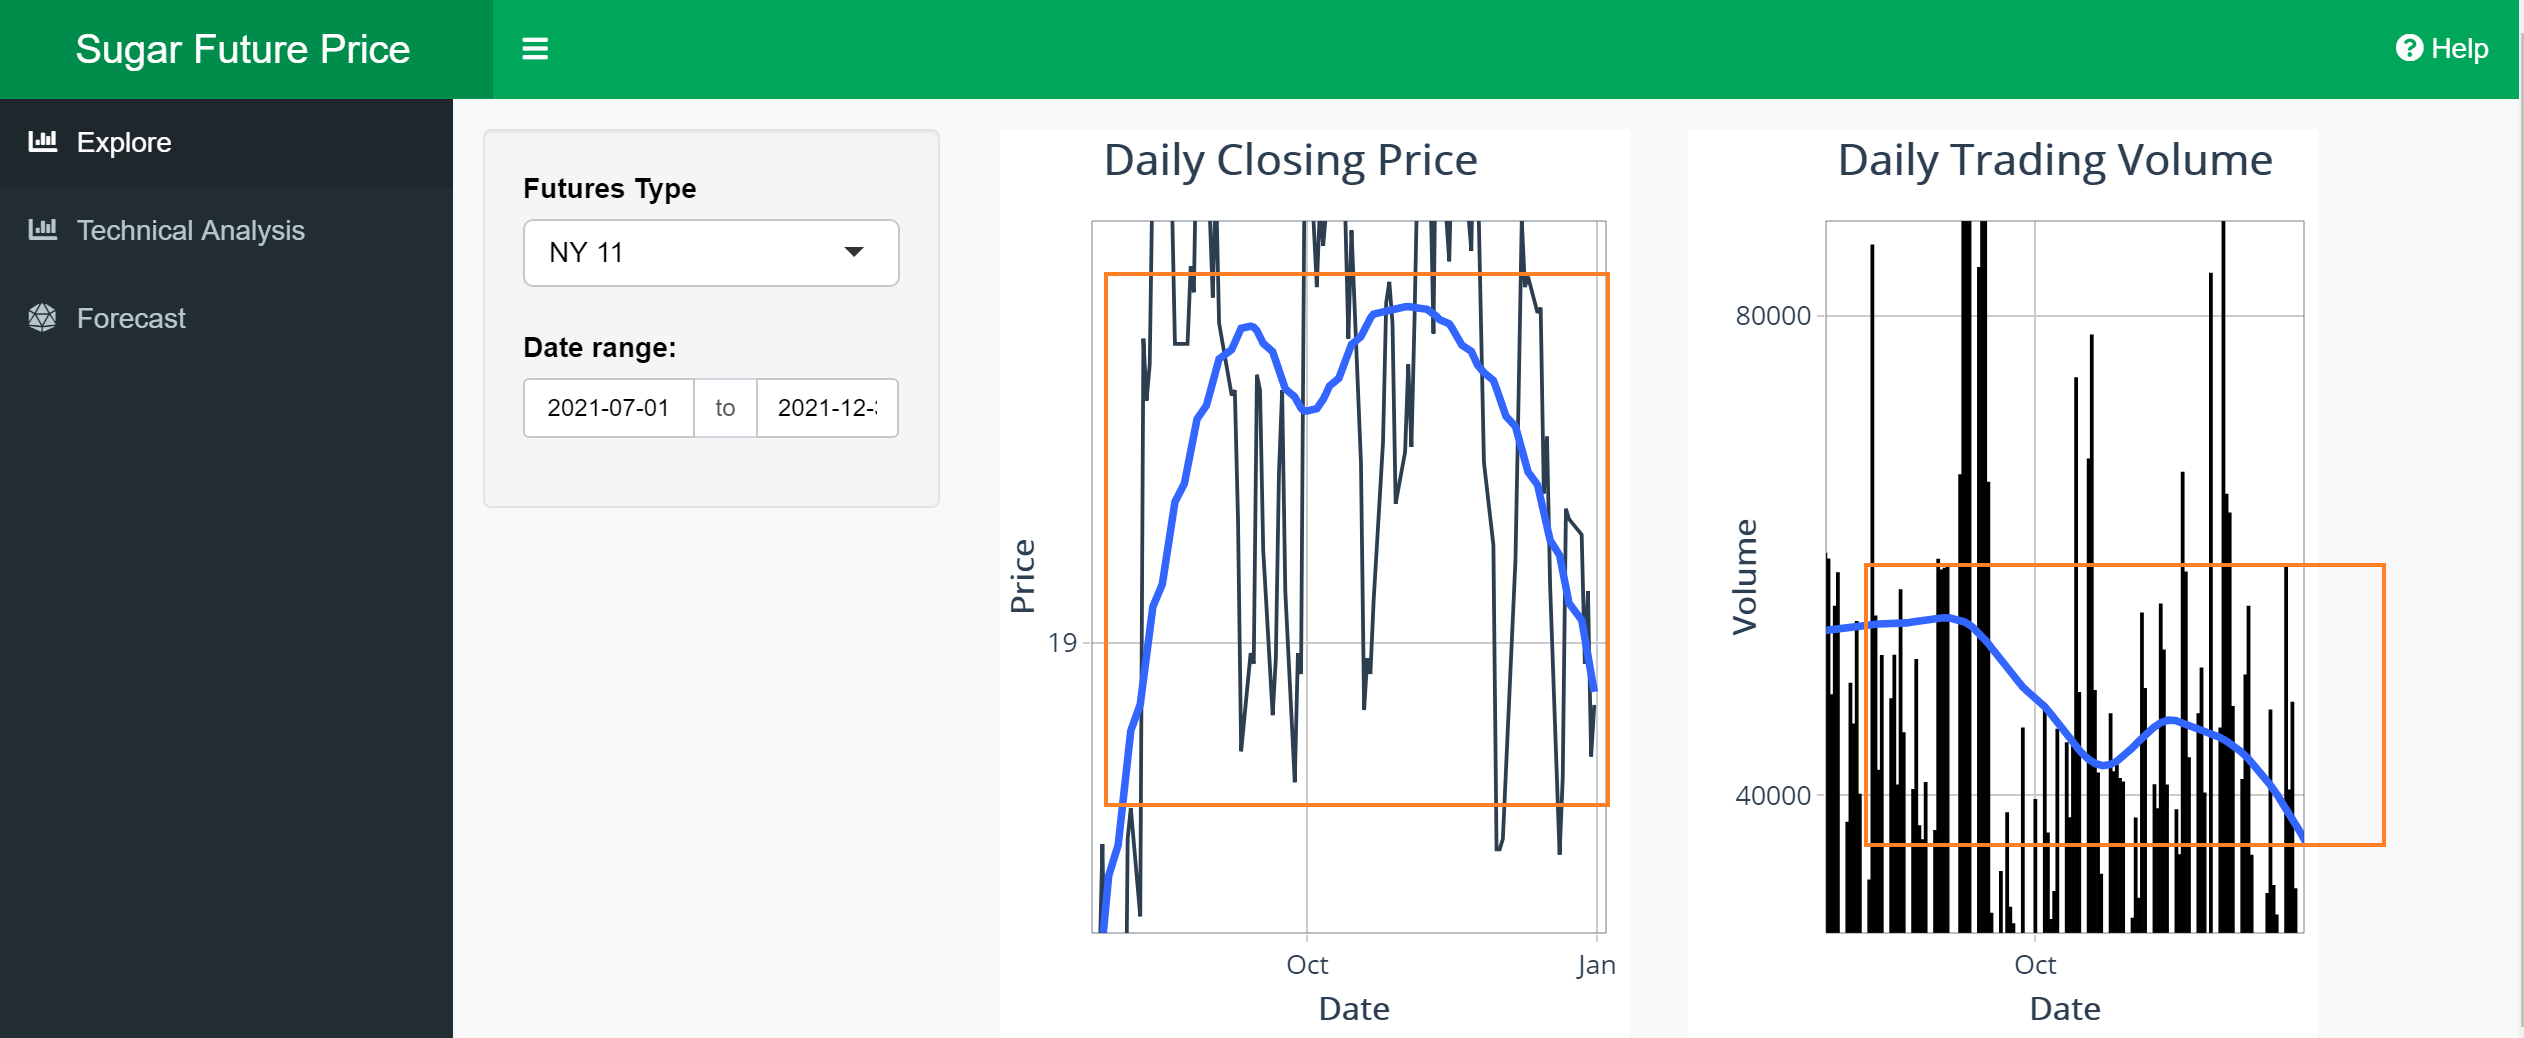 Sugar Future Price
Help
Explore
Technical Analysis
Forecast
Futures Type
NY 11
Date range:
2021-07-01 to 2021-12-
Daily Closing Price
Price
19
Oct Jan
Date
Daily Trading Volume
Volume
80000
40000
Oct
Date